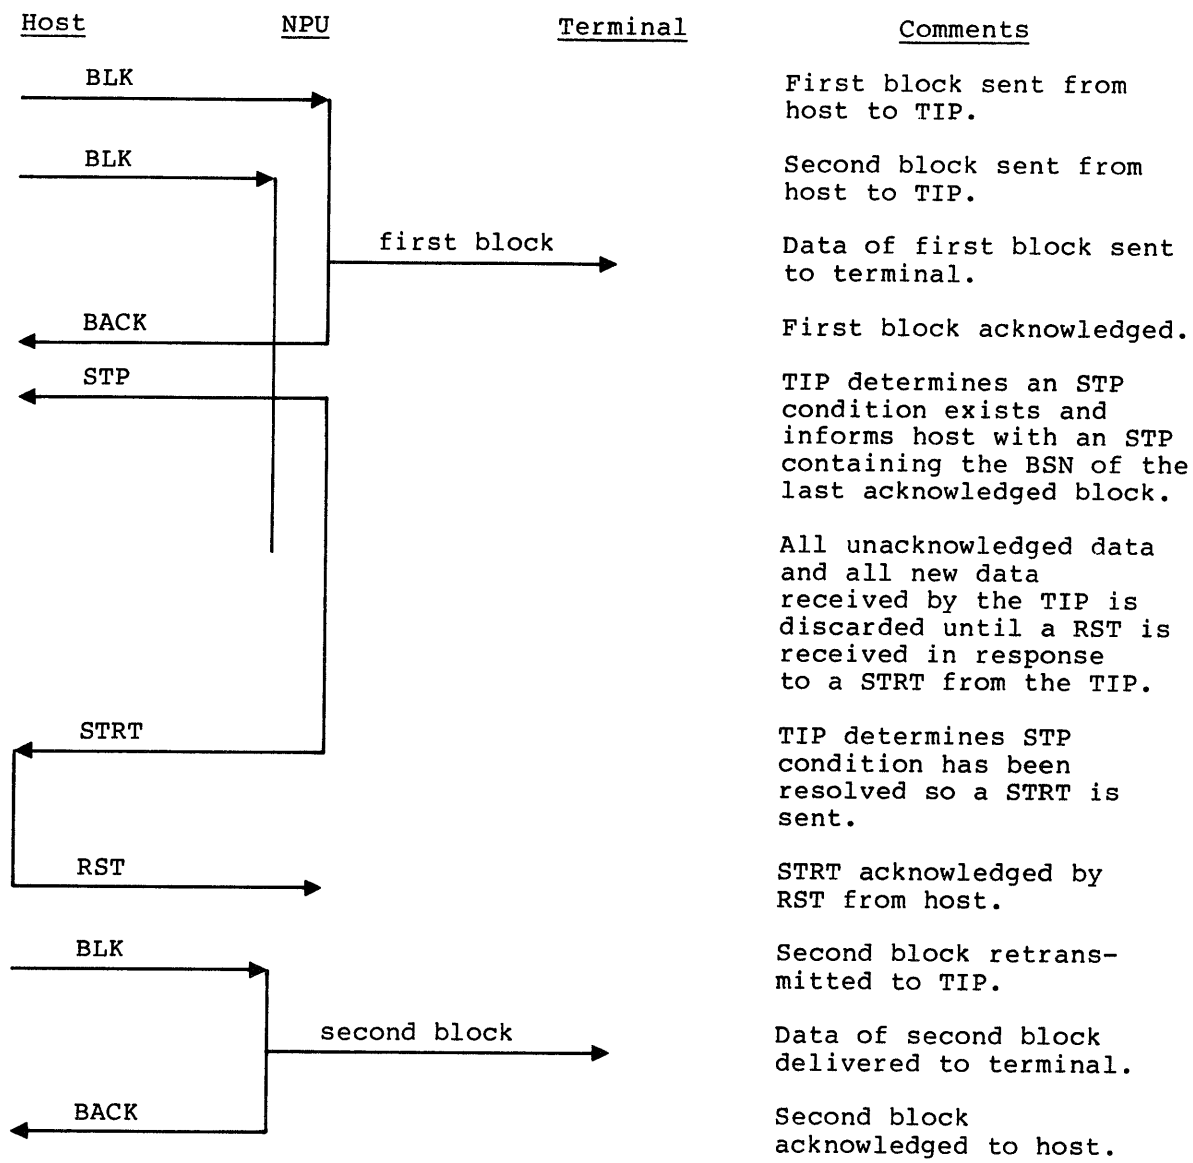 Host NPU Terminal Comments
BLK
First block sent from
host to TIP.
BLK
Second block sent from
host to TIP.
first block
Data of first block sent
to terminal.
BACK
First block acknowledged.
STP
TIP determines an STP
condition exists and
informs host with an STP
containing the BSN of the
last acknowledged block.
All unacknowledged data
and all new data
received by the TIP is
discarded until a RST is
received in response
to a STRT from the TIP.
STRT
TIP determines STP
condition has been
resolved so a STRT is
sent.
RST
STRT acknowledged by
RST from host.
BLK
Second block retrans-
mitted to TIP.
second block
Data of second block
delivered to terminal.
BACK
Second block
acknowledged to host.